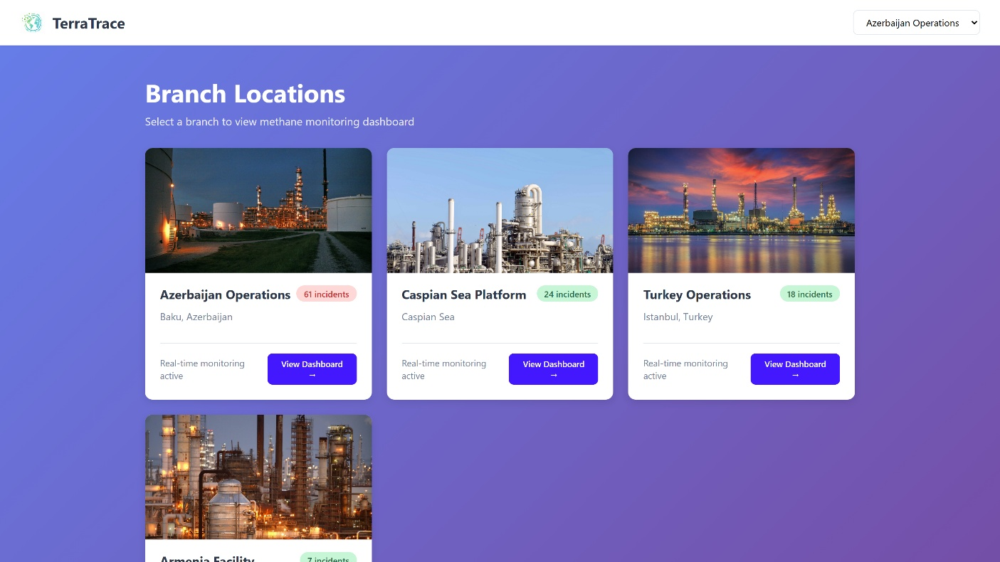 TerraTrace
Azerbaijan Operations
Branch Locations
Select a branch to view methane monitoring dashboard
Azerbaijan Operations
61 incidents
Baku, Azerbaijan
Real-time monitoring
active
View Dashboard
→
Caspian Sea Platform
24 incidents
Caspian Sea
Real-time monitoring
active
View Dashboard
→
Turkey Operations
18 incidents
Istanbul, Turkey
Real-time monitoring
active
View Dashboard
→
Armenia Facility
7 incidents